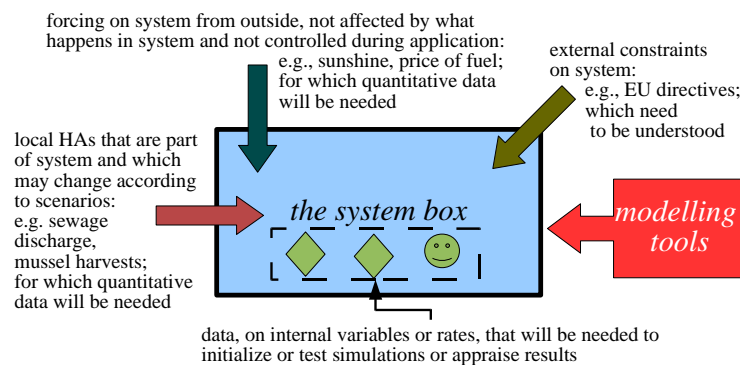 forcing on system from outside, not affected by what
happens in system and not controlled during application:
e.g., sunshine, price of fuel;
for which quantitative data
will be needed
external constraints
on system:
e.g., EU directives;
which need
to be understood
local HAs that are part
of system and which
may change according
to scenarios:
e.g. sewage
discharge,
mussel harvests;
for which quantitative
data will be needed
the system box
modelling
tools
data, on internal variables or rates, that will be needed to
initialize or test simulations or appraise results